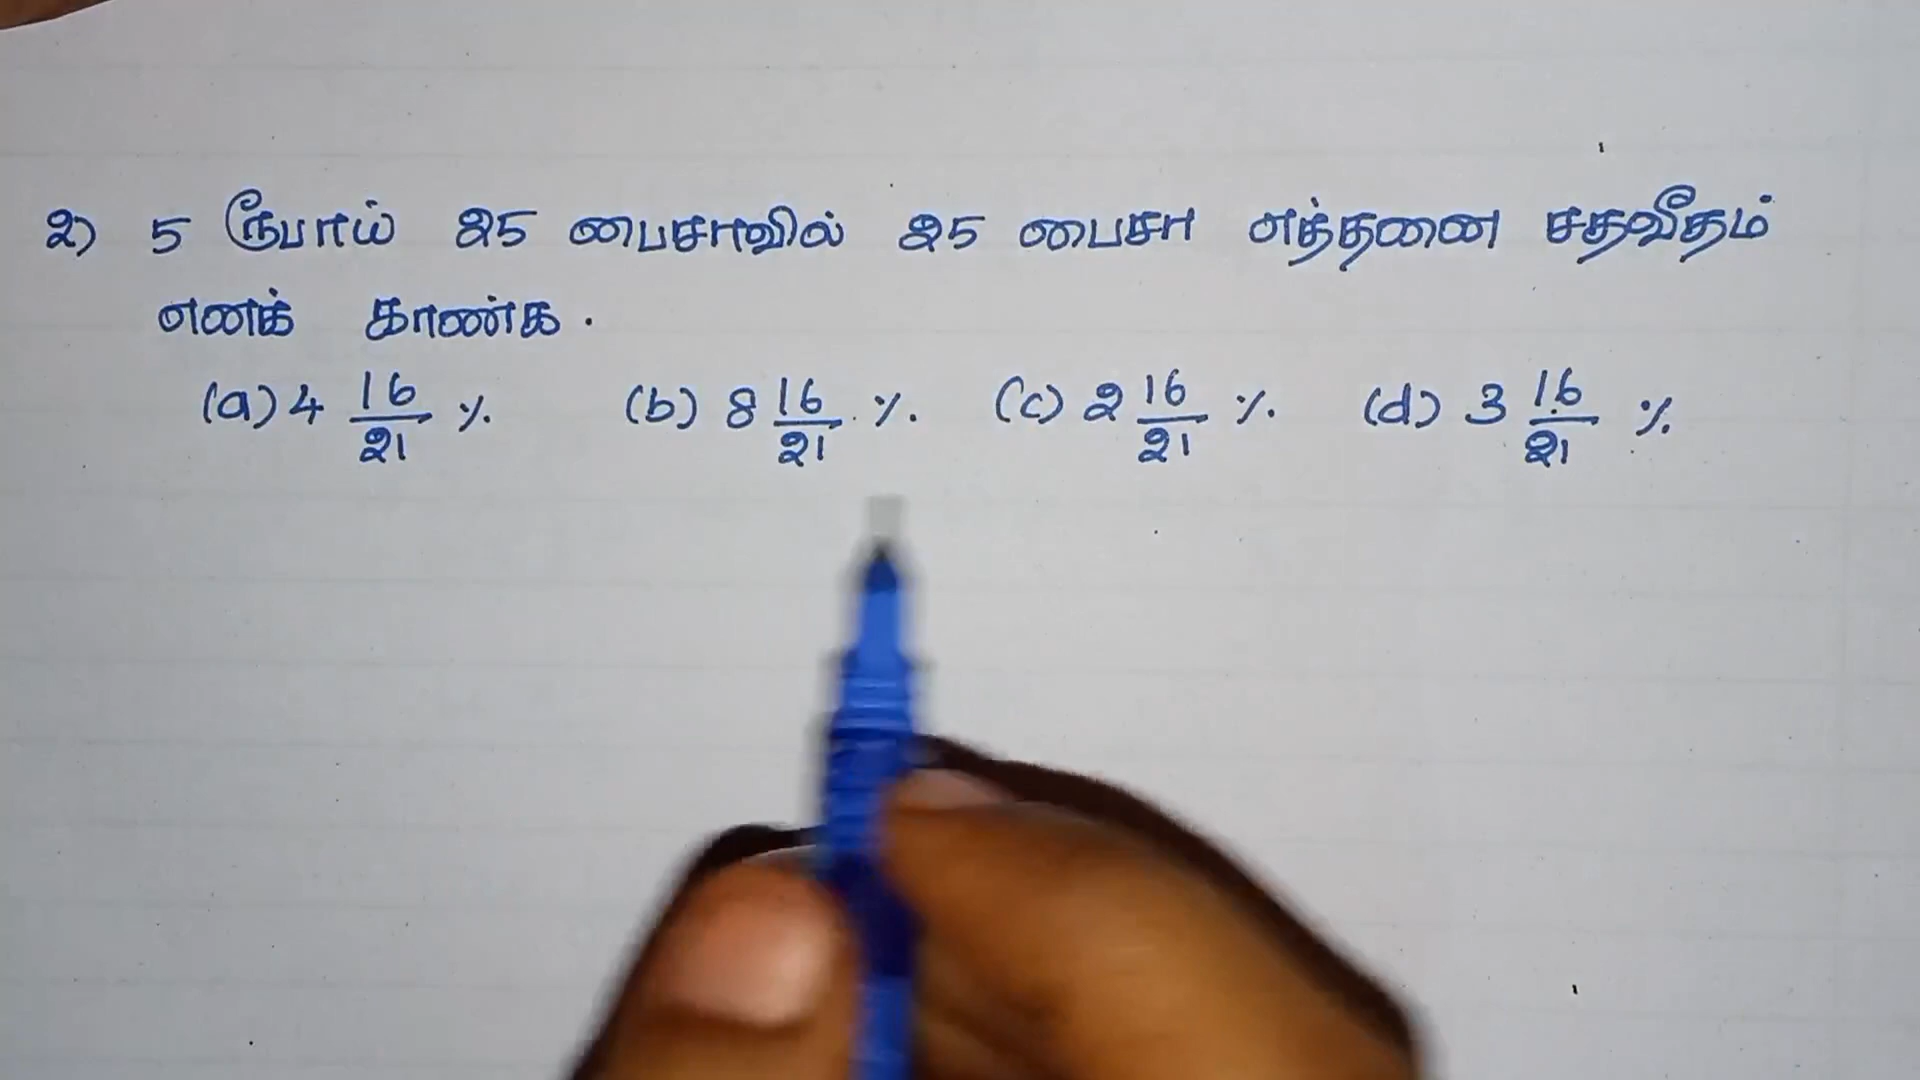 2) 5 ரூபாய் 25 பைசாவில் 25 பைசா எத்தனை சதவீதம்
எனக் காண்க.
(a) 4 16/21 % (b) 8 16/21 % (c) 2 16/21 % (d) 3 16/21 %